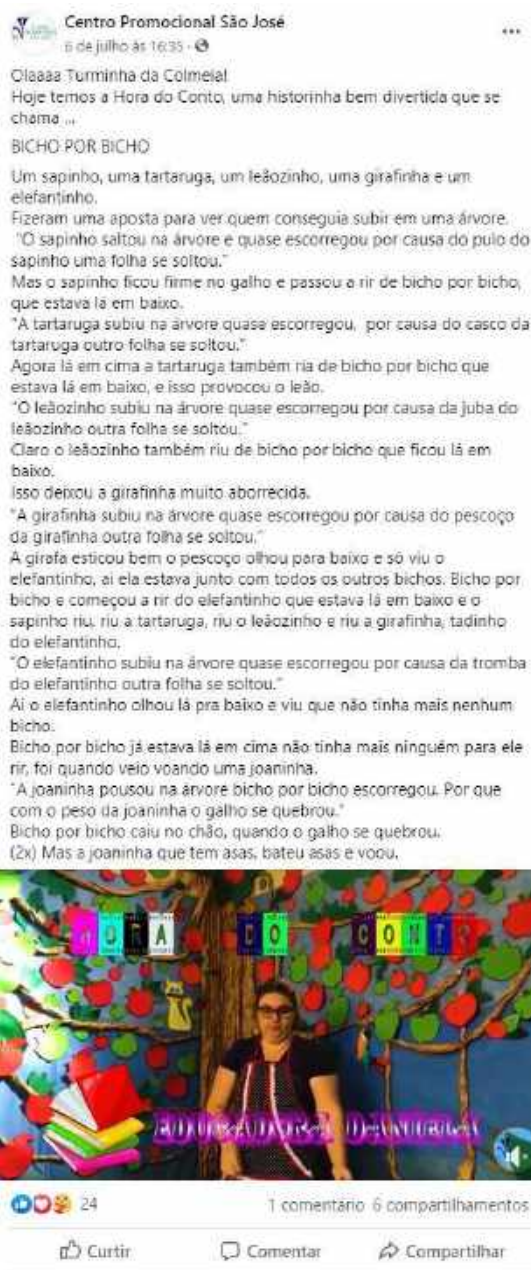 Centro Promocional São José
6 de julho às 16:35 ·
Olaaaa Turminha da Colmeia!
Hoje temos a Hora do Conto, uma historinha bem divertida que se
chama ...
BICHO POR BICHO
Um sapinho, uma tartaruga, um leãozinho, uma girafinha e um
elefantinho.
Fizeram uma aposta para ver quem conseguia subir em uma árvore.
"O sapinho saltou na árvore e quase escorregou por causa do pulo do
sapinho uma folha se soltou."
Mas o sapinho ficou firme no galho e passou a rir de bicho por bicho,
que estava lá em baixo.
"A tartaruga subiu na árvore quase escorregou, por causa do casco da
tartaruga outro folha se soltou."
Agora lá em cima a tartaruga também ria de bicho por bicho que
estava lá em baixo, e isso provocou o leão.
"O leãozinho subiu na árvore quase escorregou por causa da juba do
leãozinho outra folha se soltou."
Claro o leãozinho também riu de bicho por bicho que ficou lá em
baixo.
Isso deixou a girafinha muito aborrecida.
"A girafinha subiu na árvore quase escorregou por causa do pescoço
da girafinha outra folha se soltou."
A girafa esticou bem o pescoço olhou para baixo e só viu o
elefantinho, ai ela estava junto com todos os outros bichos. Bicho por
bicho e começou a rir do elefantinho que estava lá em baixo e o
sapinho riu, riu a tartaruga, riu o leãozinho e riu a girafinha, tadinho
do elefantinho.
"O elefantinho subiu na árvore quase escorregou por causa da tromba
do elefantinho outra folha se soltou."
Ai o elefantinho olhou lá pra baixo e viu que não tinha mais nenhum
bicho.
Bicho por bicho já estava lá em cima não tinha mais ninguém para ele
rir, foi quando veio voando uma joaninha.
"A joaninha pousou na árvore bicho por bicho escorregou. Por que
com o peso da joaninha o galho se quebrou."
Bicho por bicho caiu no chão, quando o galho se quebrou.
(2x) Mas a joaninha que tem asas, bateu asas e voou.
HORA DO CONTO
EDUCADORA DANIELA
24
1 comentário 6 compartilhamentos
Curtir Comentar Compartilhar